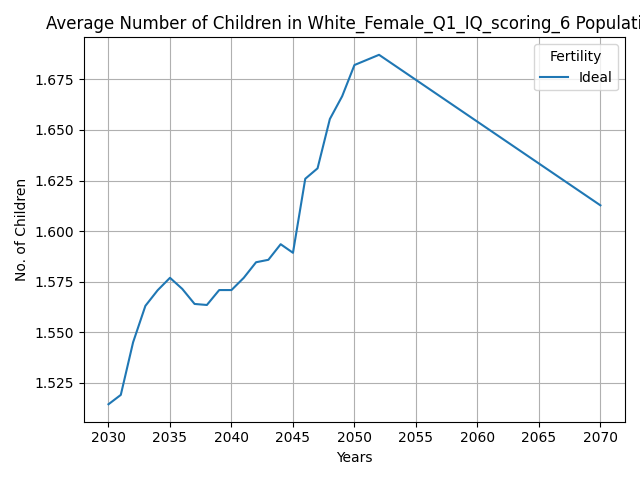 Average Number of Children in White_Female_Q1_IQ_scoring_6 Populati
Fertility
Ideal
1.675
1.650
1.625
1.600
1.575
1.550
1.525
No. of Children
2030 2035 2040 2045 2050 2055 2060 2065 2070
Years